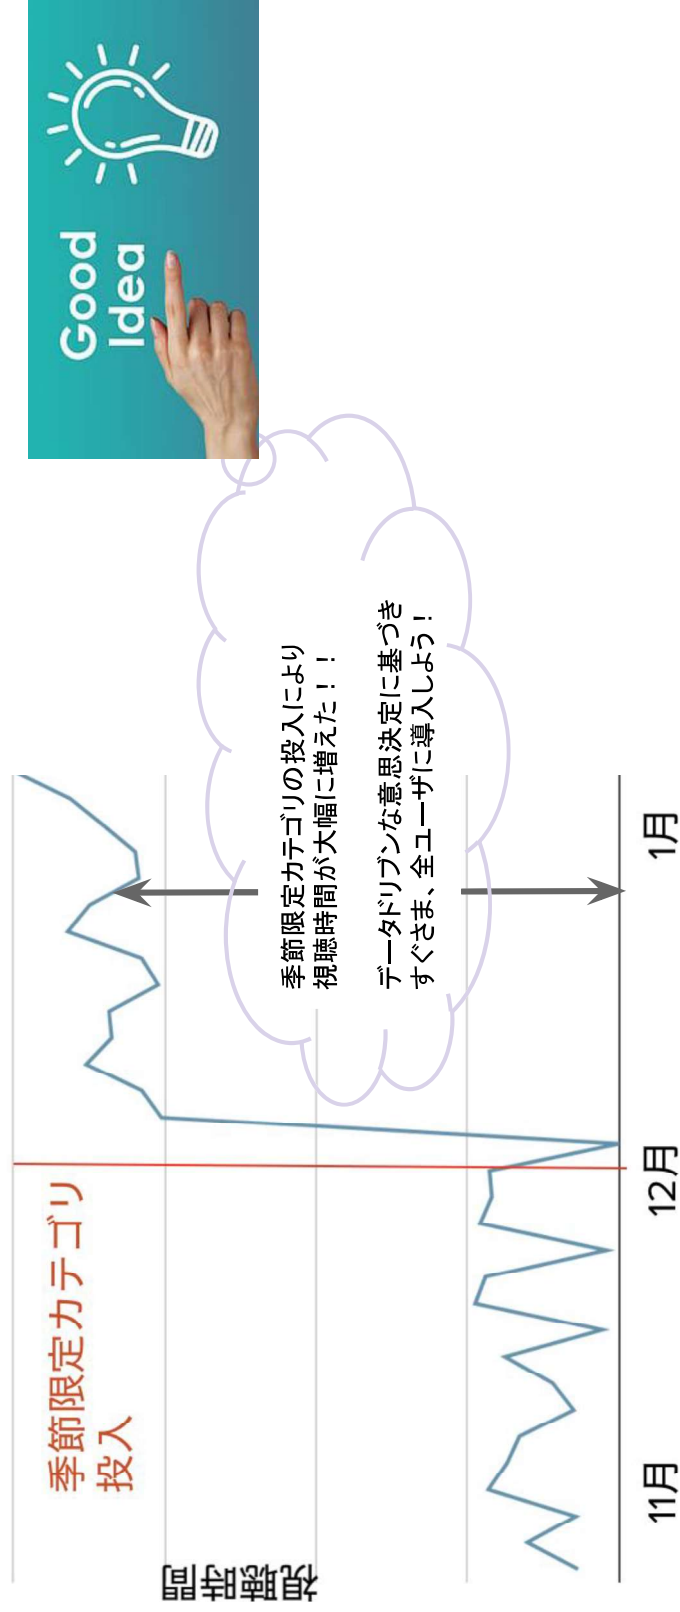 Good
Idea
季節限定カテゴリ
投入
視聴時間
季節限定カテゴリの投入により
視聴時間が大幅に増えた！！
データドリブンな意思決定に基づき
すぐさま、全ユーザに導入しよう！
11月
12月
1月